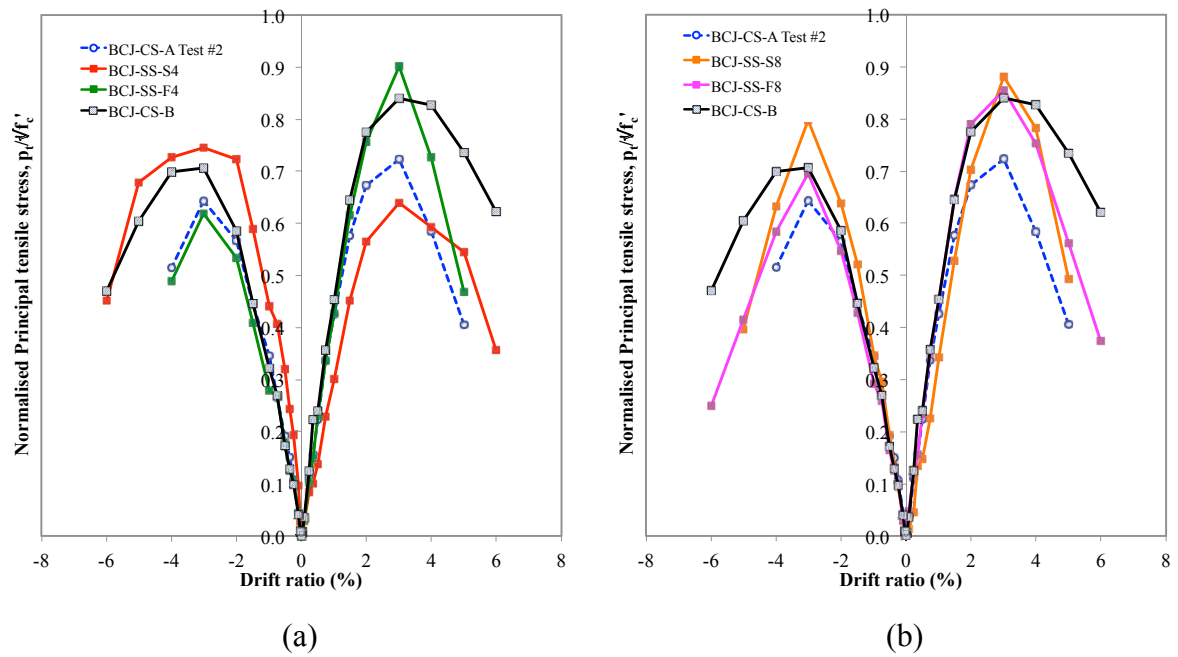 Normalised Principal tensile stress, pt/√fc'
1.0
0.9
0.8
0.7
0.6
0.5
0.4
0.3
0.2
0.1
0.0
BCJ-CS-A Test #2
BCJ-SS-S4
BCJ-SS-F4
BCJ-CS-B
-8 -6 -4 -2 0 2 4 6 8
Drift ratio (%)
(a)
Normalised Principal tensile stress, pt/√fc'
1.0
0.9
0.8
0.7
0.6
0.5
0.4
0.3
0.2
0.1
0.0
BCJ-CS-A Test #2
BCJ-SS-S8
BCJ-SS-F8
BCJ-CS-B
-8 -6 -4 -2 0 2 4 6 8
Drift ratio (%)
(b)